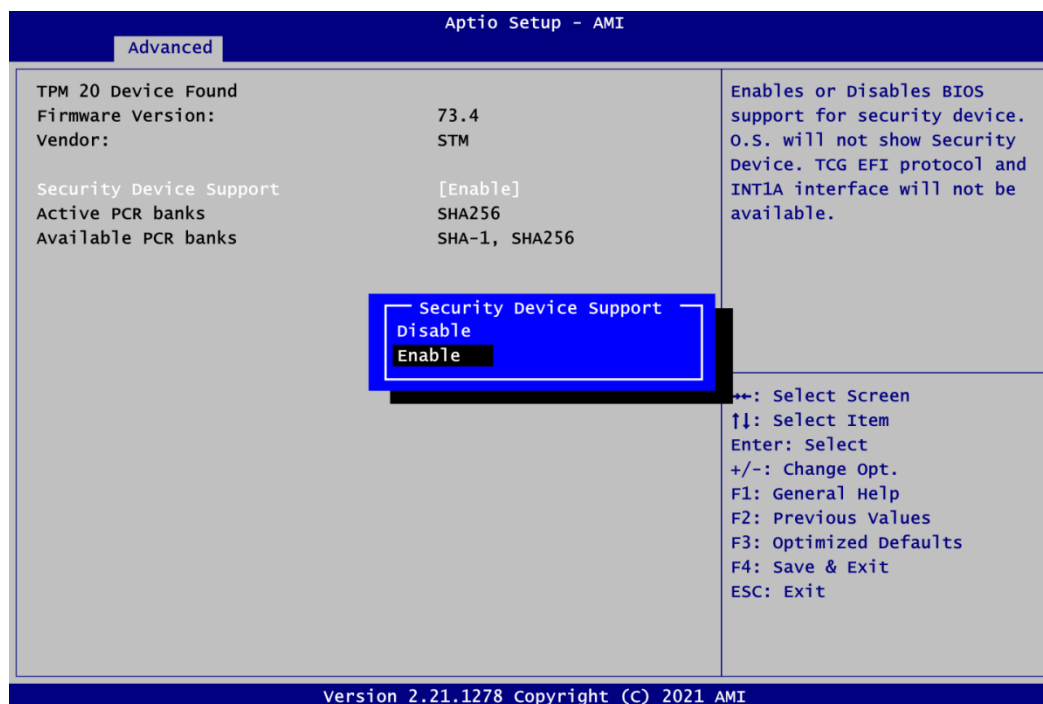 Aptio Setup - AMI
Advanced
TPM 20 Device Found
Firmware Version: 73.4
Vendor: STM
Security Device Support [Enable]
Active PCR banks SHA256
Available PCR banks SHA-1, SHA256
Security Device Support
Disable
Enable
Enables or Disables BIOS
support for security device.
O.S. will not show Security
Device. TCG EFI protocol and
INT1A interface will not be
available.
→←: Select Screen
↑↓: Select Item
Enter: Select
+/-: Change Opt.
F1: General Help
F2: Previous Values
F3: Optimized Defaults
F4: Save & Exit
ESC: Exit
Version 2.21.1278 Copyright (C) 2021 AMI